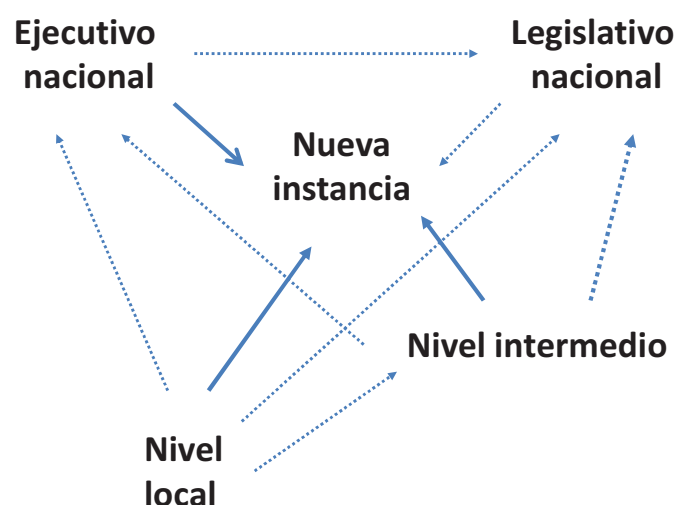 Ejecutivo
nacional
Legislativo
nacional
Nueva
instancia
Nivel intermedio
Nivel
local